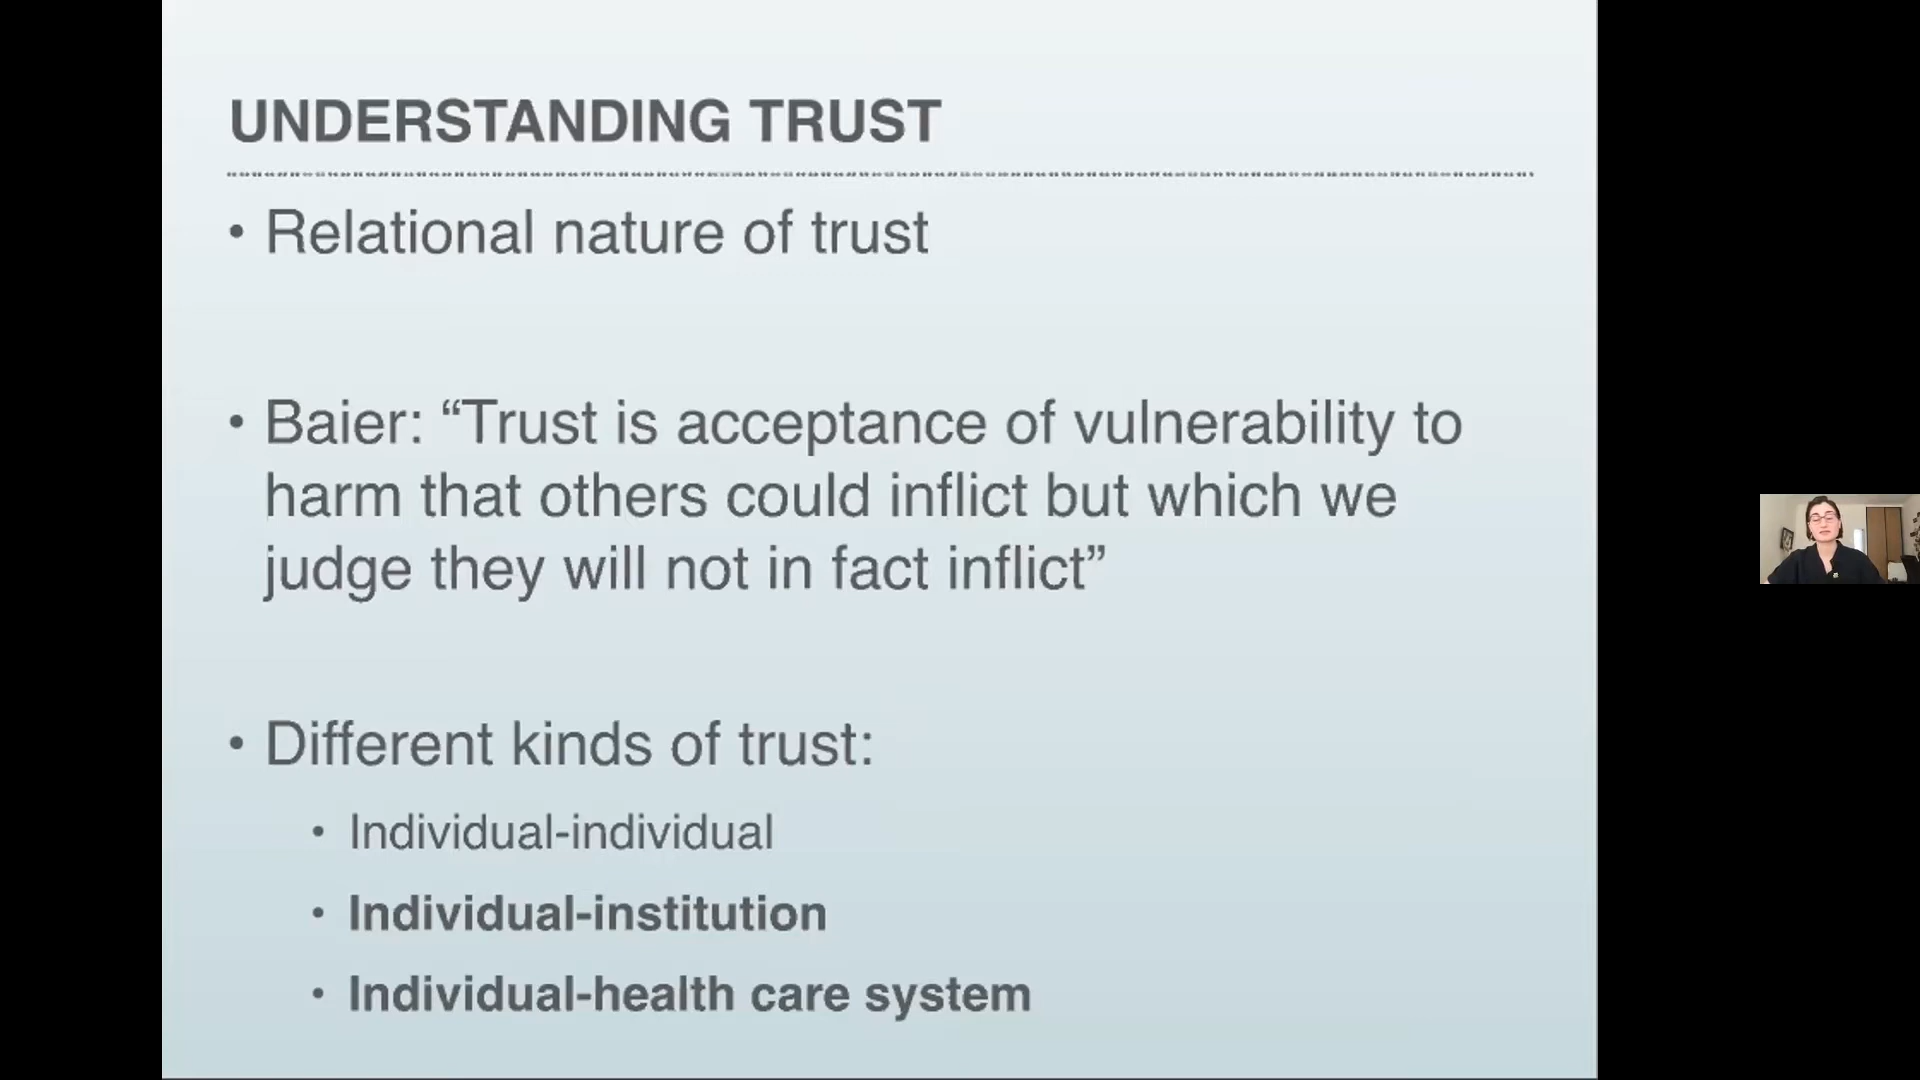 UNDERSTANDING TRUST
• Relational nature of trust
• Baier: “Trust is acceptance of vulnerability to
harm that others could inflict but which we
judge they will not in fact inflict”
• Different kinds of trust:
• Individual-individual
• Individual-institution
• Individual-health care system